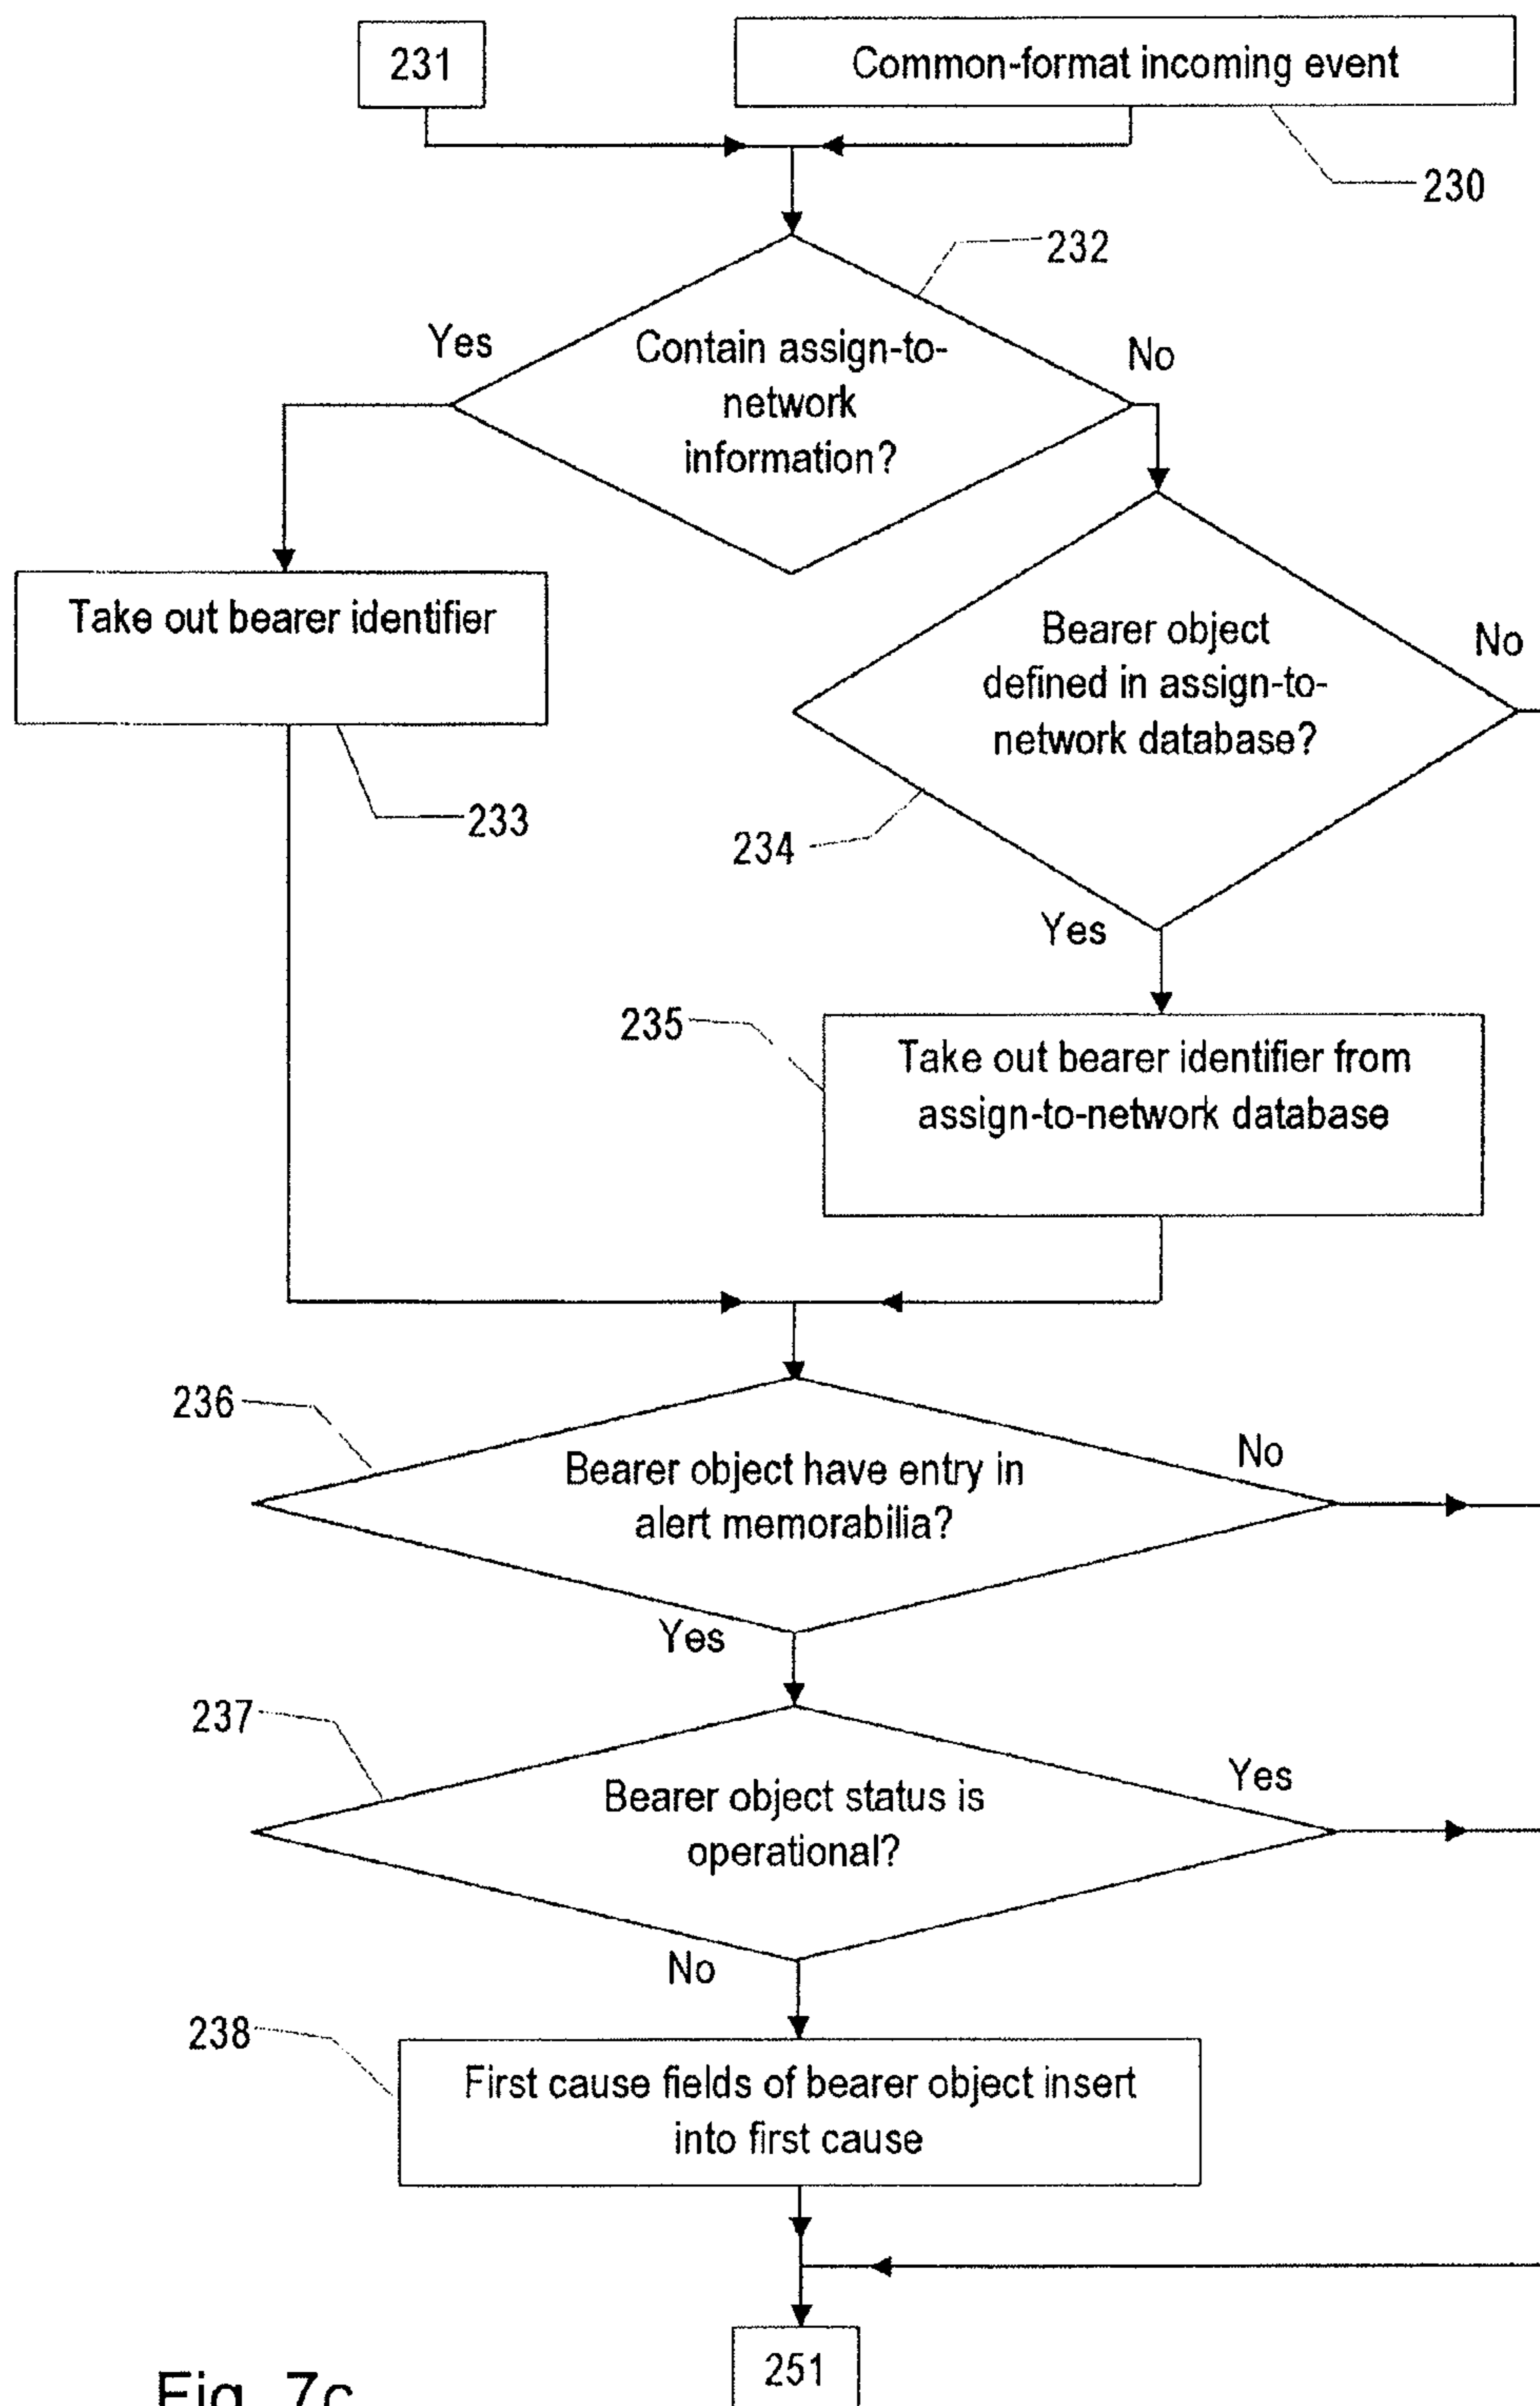 231
Common-format incoming event
230
232
Yes
Contain assign-to-
network
information?
No
Take out bearer identifier
233
Bearer object
defined in assign-to-
network database?
No
234
Yes
235
Take out bearer identifier from
assign-to-network database
236
Bearer object have entry in
alert memorabilia?
No
Yes
237
Bearer object status is
operational?
Yes
No
238
First cause fields of bearer object insert
into first cause
251
Fig. 7c